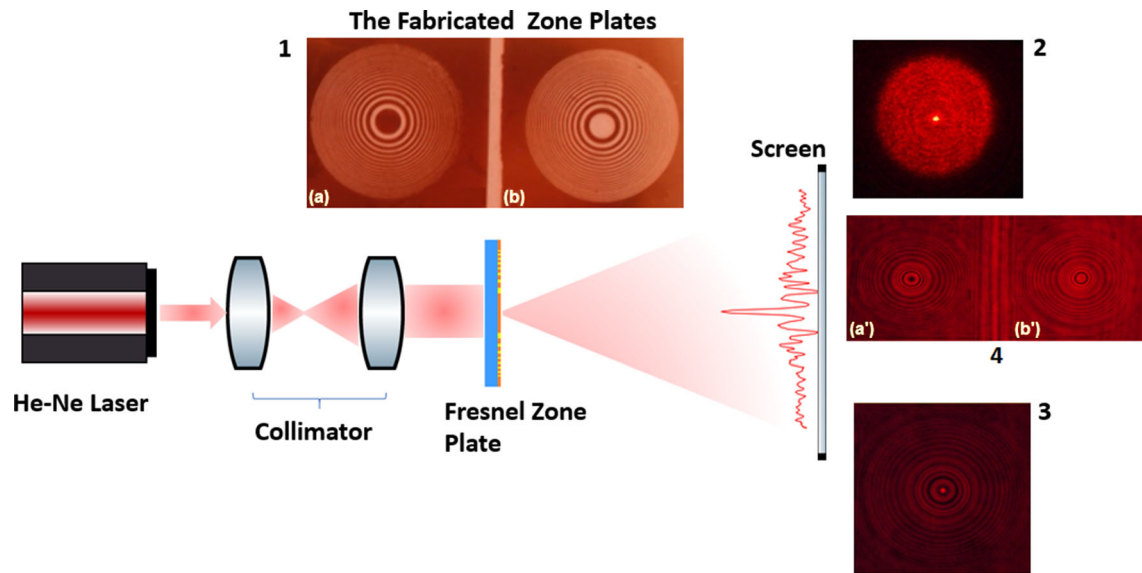 The Fabricated Zone Plates
1
2
(a)
(b)
Screen
(a')
(b')
4
He-Ne Laser
Collimator
Fresnel Zone
Plate
3